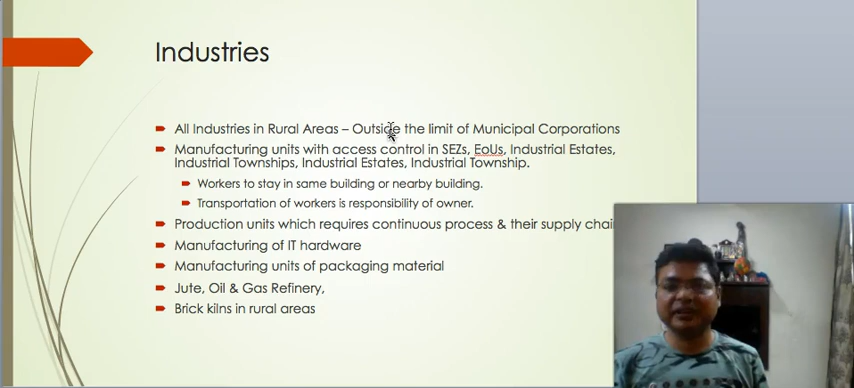 Industries
All Industries in Rural Areas – Outside the limit of Municipal Corporations
Manufacturing units with access control in SEZs, EoUs, Industrial Estates,
Industrial Townships, Industrial Estates, Industrial Township.
Workers to stay in same building or nearby building.
Transportation of workers is responsibility of owner.
Production units which requires continuous process & their supply
Manufacturing of IT hardware
Manufacturing units of packaging material
Jute, Oil & Gas Refinery,
Brick kilns in rural areas